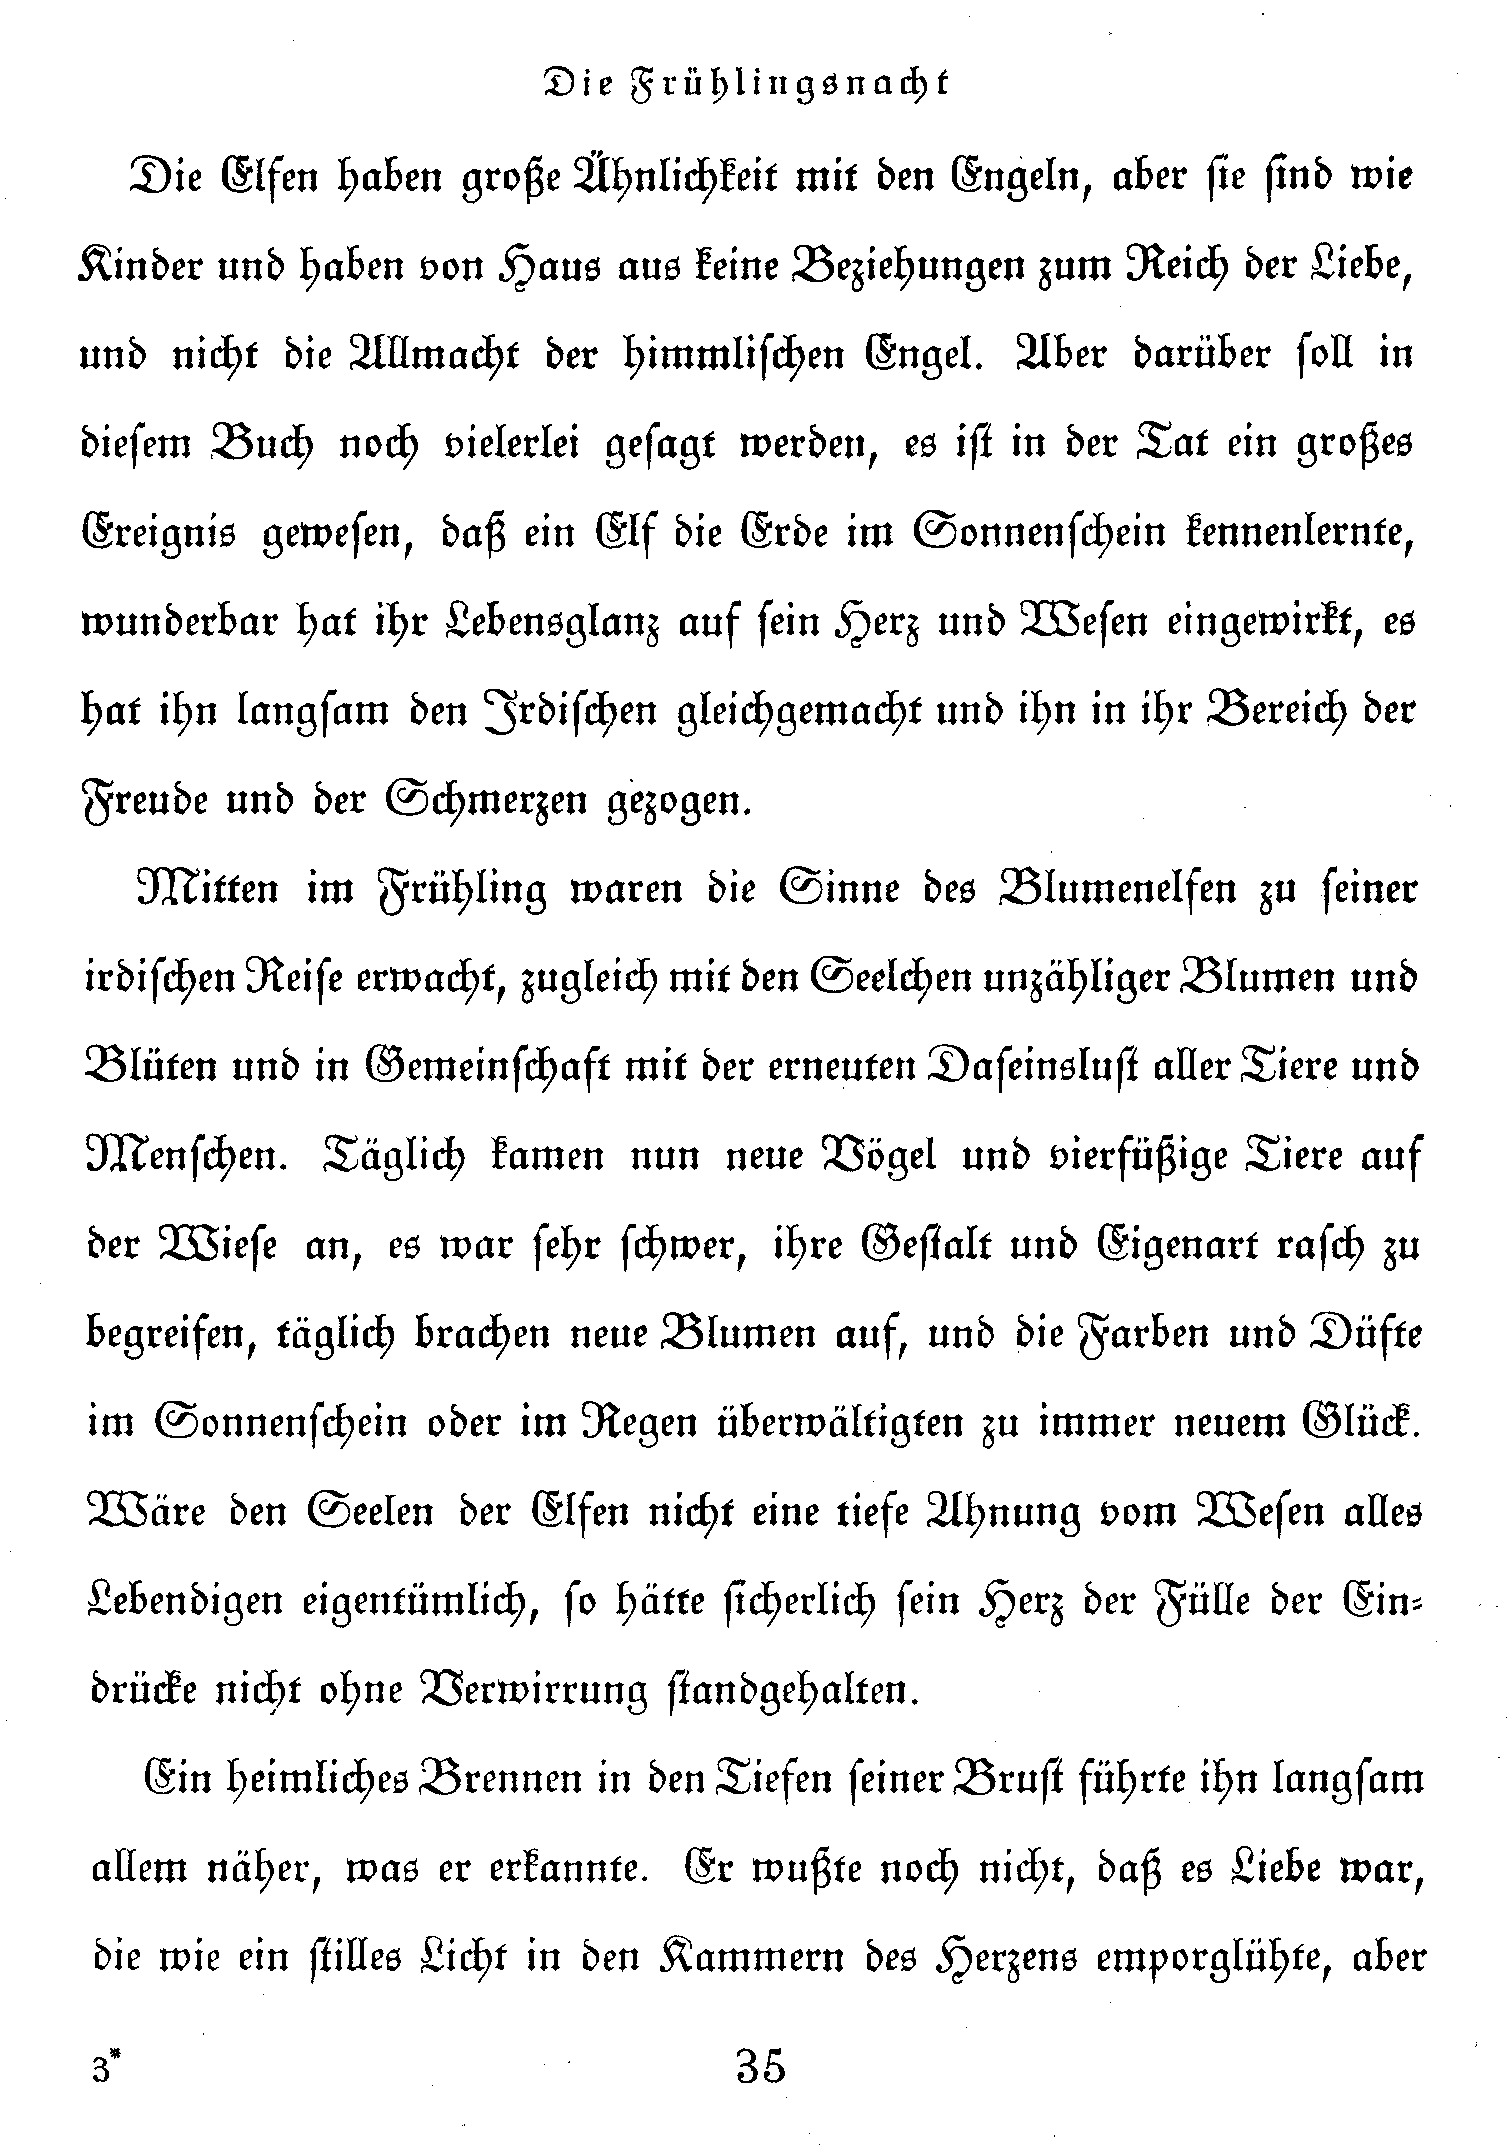 Die Frühlingsnacht
Die Elfen haben große Ähnlichkeit mit den Engeln, aber sie sind wie
Kinder und haben von Haus aus keine Beziehungen zum Reich der Liebe,
und nicht die Allmacht der himmlischen Engel. Aber darüber soll in
diesem Buch noch vielerlei gesagt werden, es ist in der Tat ein großes
Ereignis gewesen, daß ein Elf die Erde im Sonnenschein kennenlernte,
wunderbar hat ihr Lebensglanz auf sein Herz und Wesen eingewirkt, es
hat ihn langsam den Irdischen gleichgemacht und ihn in ihr Bereich der
Freude und der Schmerzen gezogen.
Mitten im Frühling waren die Sinne des Blumenelfen zu seiner
irdischen Reise erwacht, zugleich mit den Seelchen unzähliger Blumen und
Blüten und in Gemeinschaft mit der erneuten Daseinslust aller Tiere und
Menschen. Täglich kamen nun neue Vögel und vierfüßige Tiere auf
der Wiese an, es war sehr schwer, ihre Gestalt und Eigenart rasch zu
begreifen, täglich brachen neue Blumen auf, und die Farben und Düfte
im Sonnenschein oder im Regen überwältigten zu immer neuem Glück.
Wäre den Seelen der Elfen nicht eine tiefe Ahnung vom Wesen alles
Lebendigen eigentümlich, so hätte sicherlich sein Herz der Fülle der Ein-
drücke nicht ohne Verwirrung standgehalten.
Ein heimliches Brennen in den Tiefen seiner Brust führte ihn langsam
allem näher, was er erkannte. Er wußte noch nicht, daß es Liebe war,
die wie ein stilles Licht in den Kammern des Herzens emporglühte, aber
3* 35